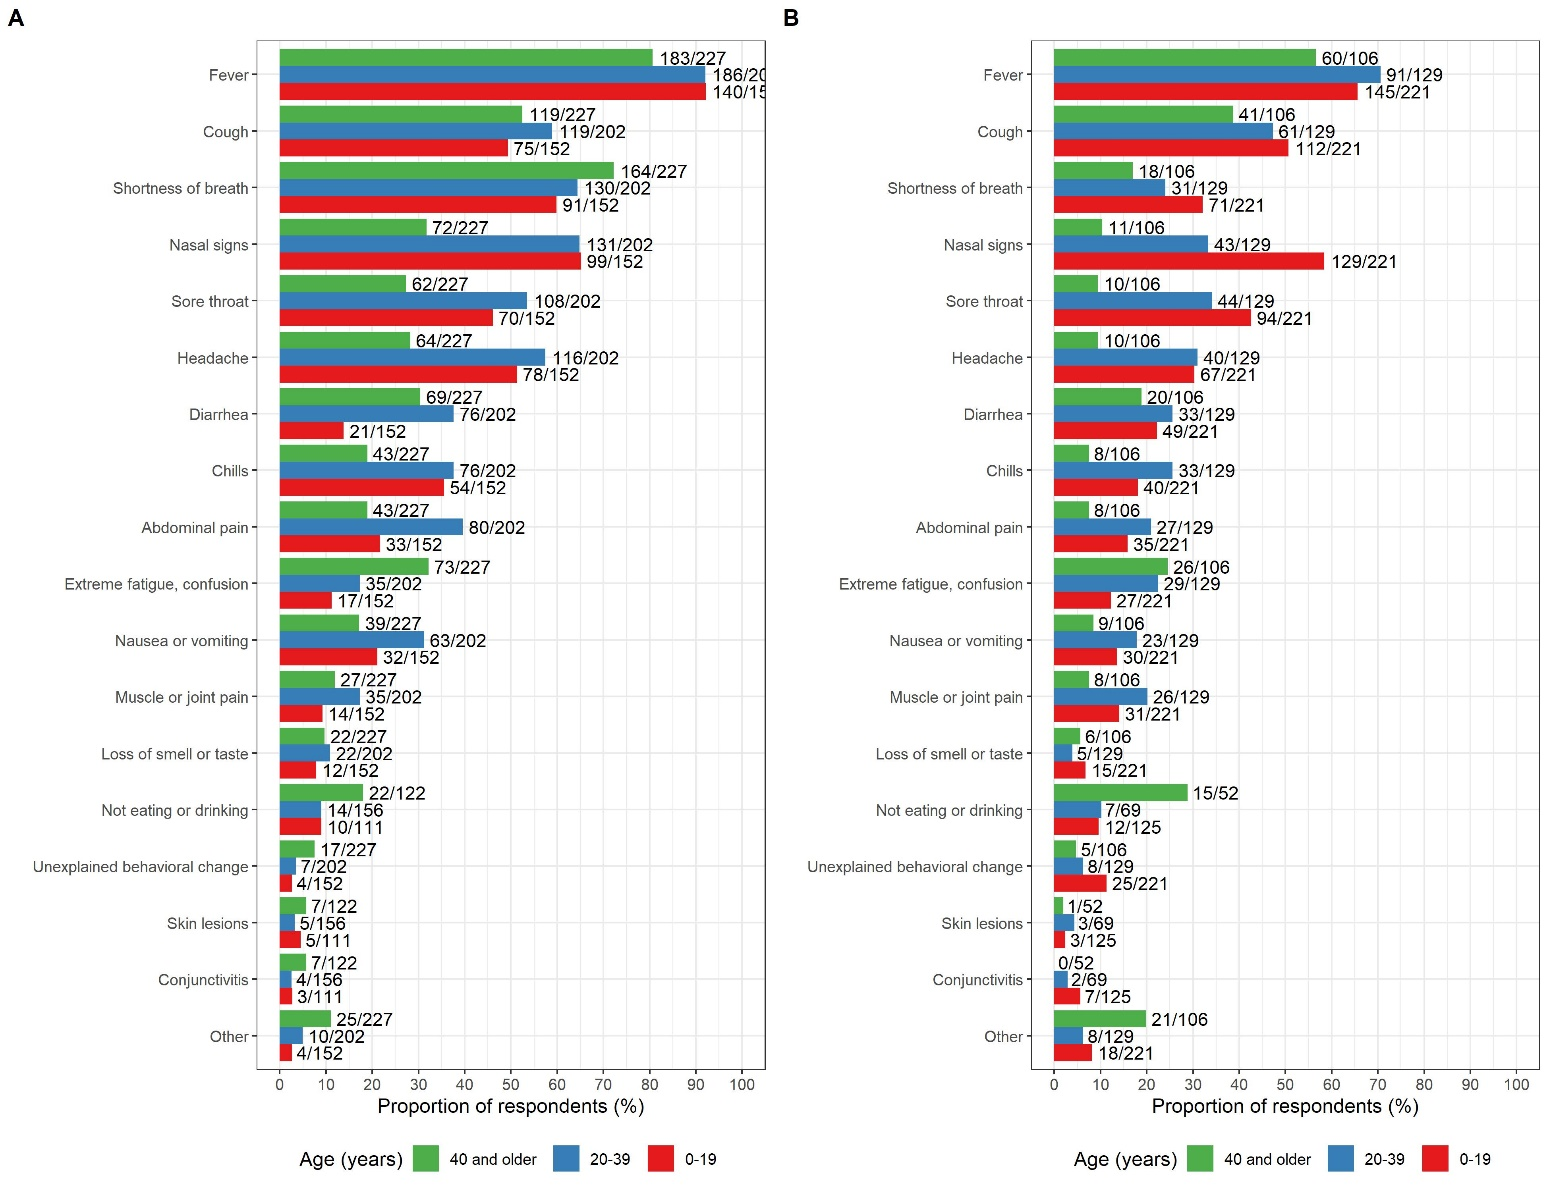 A
Fever
183/227
186/20
140/15
Cough
119/227
119/202
75/152
Shortness of breath
164/227
130/202
91/152
Nasal signs
72/227
131/202
99/152
Sore throat
62/227
108/202
70/152
Headache
64/227
116/202
78/152
Diarrhea
69/227
76/202
21/152
Chills
43/227
76/202
54/152
Abdominal pain
43/227
80/202
33/152
Extreme fatigue, confusion
73/227
35/202
17/152
Nausea or vomiting
39/227
63/202
32/152
Muscle or joint pain
27/227
35/202
14/152
Loss of smell or taste
22/227
22/202
12/152
Not eating or drinking
22/122
14/156
10/111
Unexplained behavioral change
17/227
7/202
4/152
Skin lesions
7/122
5/156
5/111
Conjunctivitis
7/122
4/156
3/111
Other
25/227
10/202
4/152
0 10 20 30 40 50 60 70 80 90 100
Proportion of respondents (%)
Age (years) 40 and older 20-39 0-19
B
Fever
60/106
91/129
145/221
Cough
41/106
61/129
112/221
Shortness of breath
18/106
31/129
71/221
Nasal signs
11/106
43/129
129/221
Sore throat
10/106
44/129
94/221
Headache
10/106
40/129
67/221
Diarrhea
20/106
33/129
49/221
Chills
8/106
33/129
40/221
Abdominal pain
8/106
27/129
35/221
Extreme fatigue, confusion
26/106
29/129
27/221
Nausea or vomiting
9/106
23/129
30/221
Muscle or joint pain
8/106
26/129
31/221
Loss of smell or taste
6/106
5/129
15/221
Not eating or drinking
15/52
7/69
12/125
Unexplained behavioral change
5/106
8/129
25/221
Skin lesions
1/52
3/69
3/125
Conjunctivitis
0/52
2/69
7/125
Other
21/106
8/129
18/221
0 10 20 30 40 50 60 70 80 90 100
Proportion of respondents (%)
Age (years) 40 and older 20-39 0-19